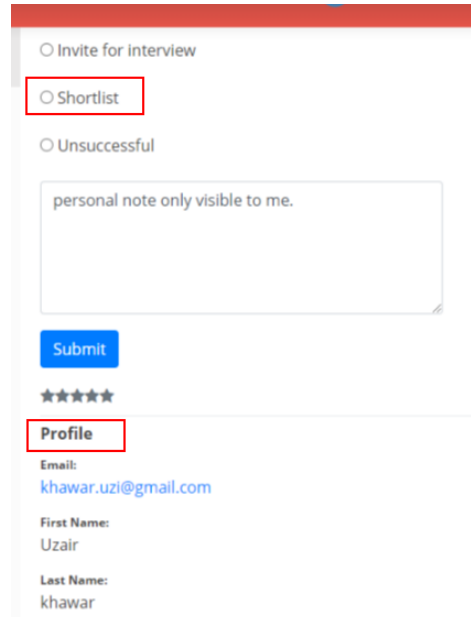 Invite for interview
Shortlist
Unsuccessful
personal note only visible to me.
Submit
Profile
Email:
khawar.uzi@gmail.com
First Name:
Uzair
Last Name:
khawar